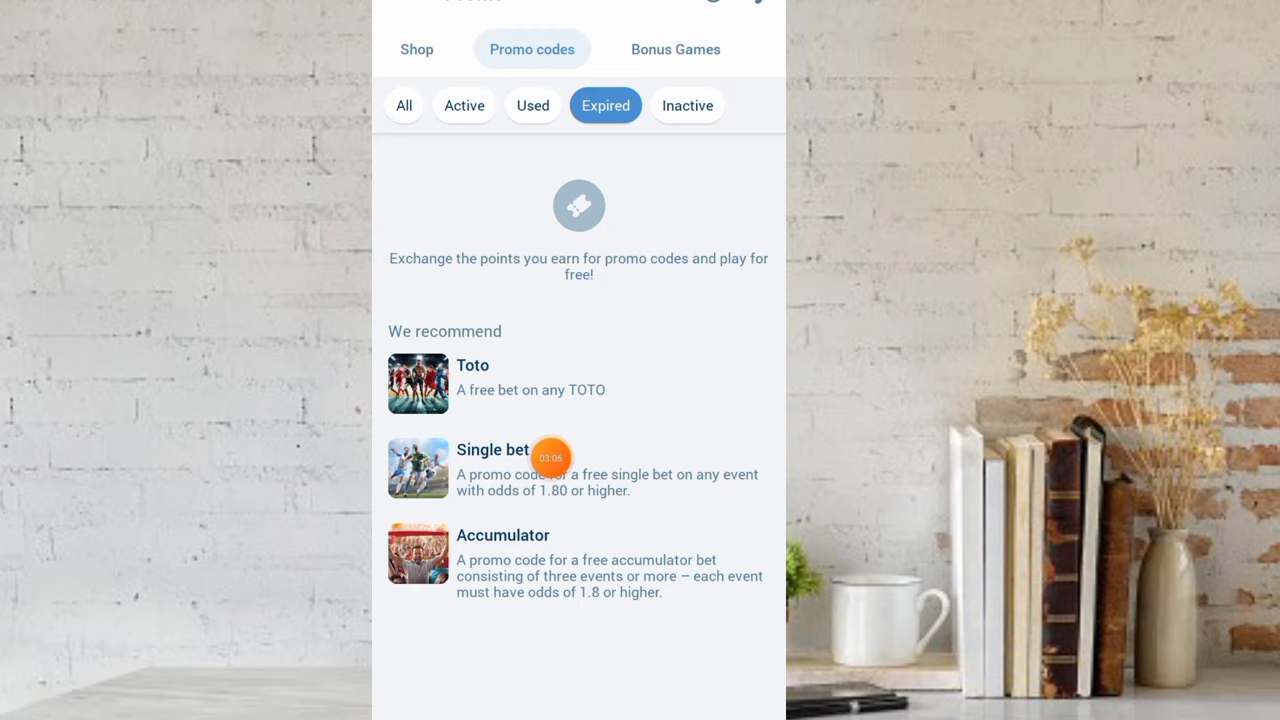 Shop
Promo codes
Bonus Games
All
Active
Used
Expired
Inactive
Exchange the points you earn for promo codes and play for
free!
We recommend
Toto
A free bet on any TOTO
Single bet
03:06
A promo code for a free single bet on any event
with odds of 1.80 or higher.
Accumulator
A promo code for a free accumulator bet
consisting of three events or more – each event
must have odds of 1.8 or higher.